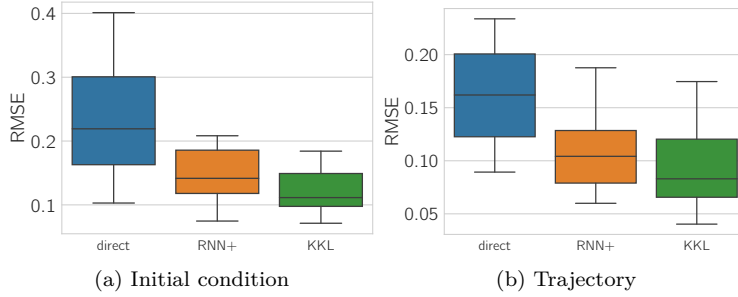 RMSE
0.4
0.3
0.2
0.1
direct RNN+ KKL
(a) Initial condition
RMSE
0.20
0.15
0.10
0.05
direct RNN+ KKL
(b) Trajectory